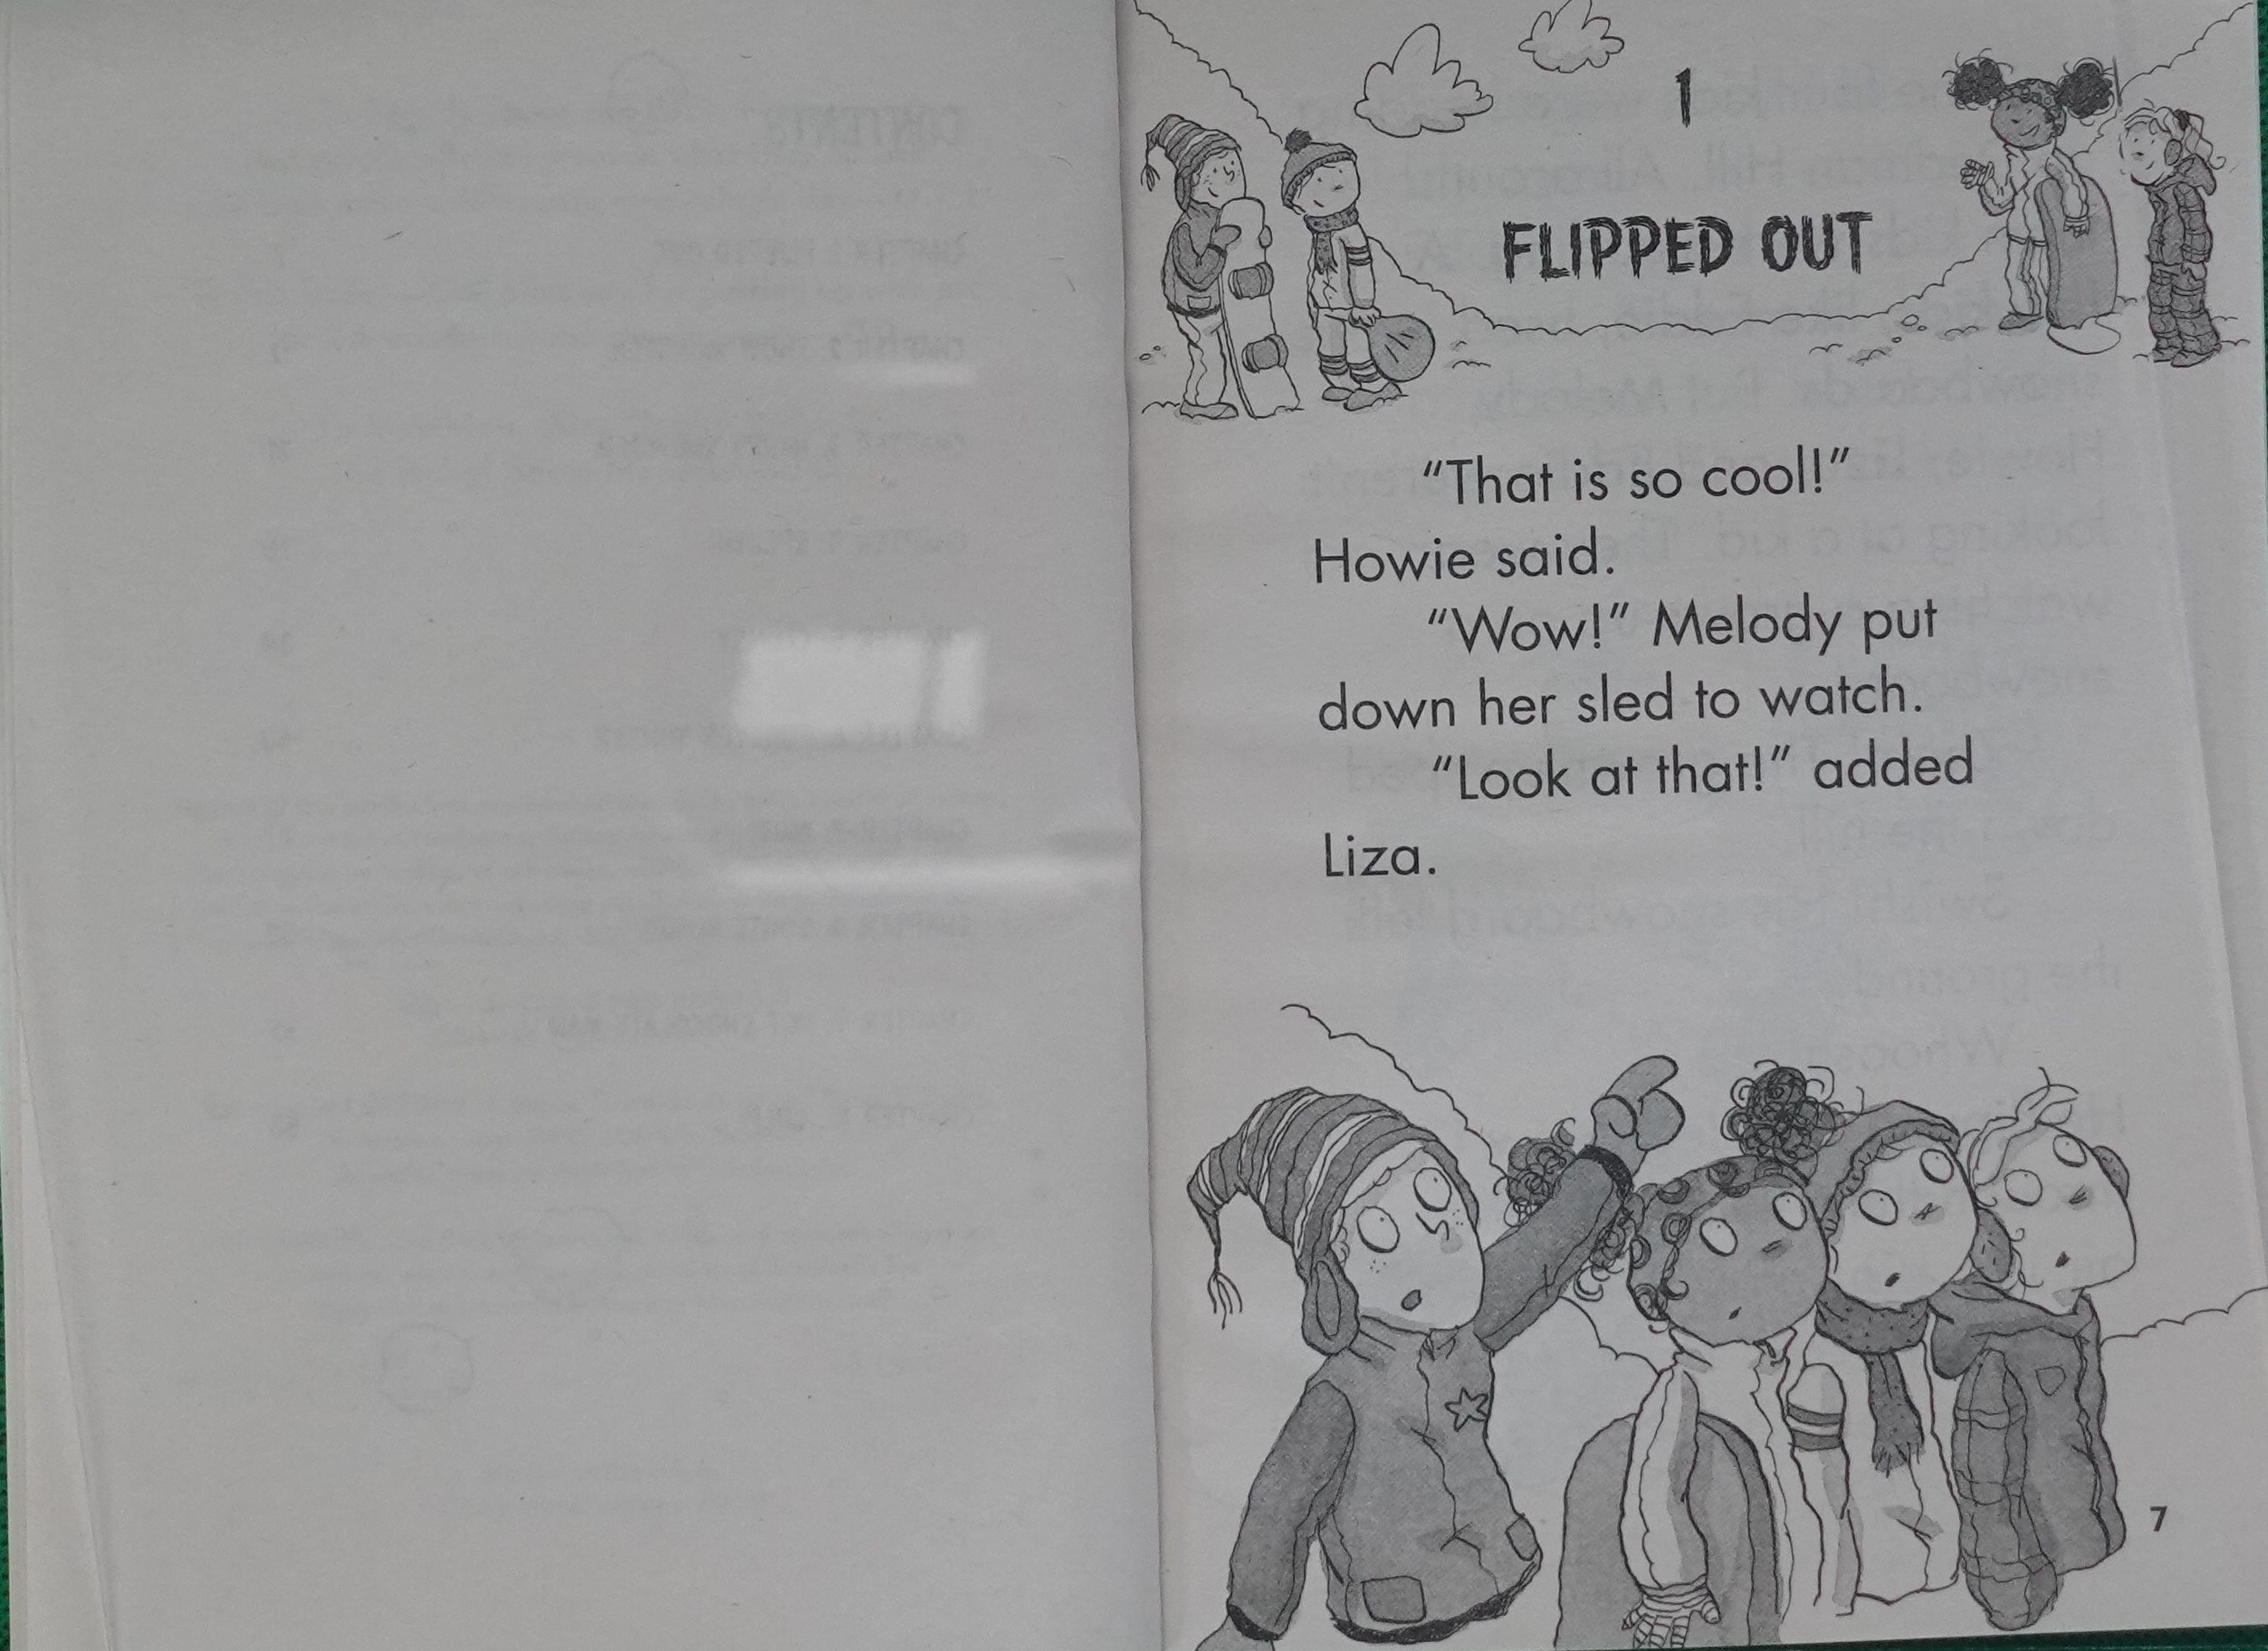 1
FLIPPED OUT
“That is so cool!”
Howie said.
“Wow!” Melody put
down her sled to watch.
“Look at that!” added
Liza.
7